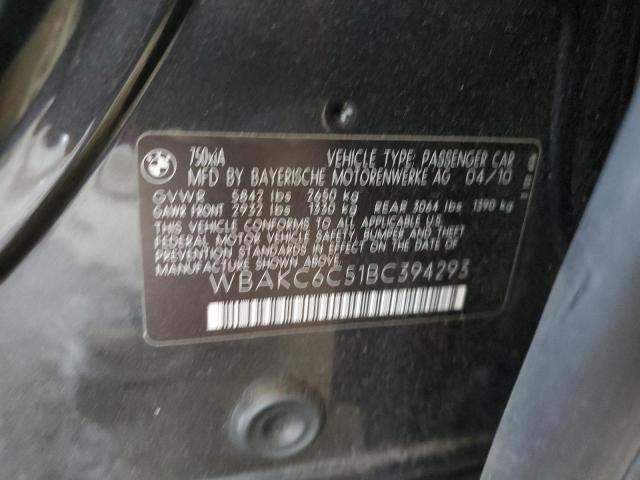 750xiA VEHICLE TYPE: PASSENGER CAR
MFD BY BAYERISCHE MOTORENWERKE AG 04/10
GVWR 5842 lbs 2650 kg
GAWR FRONT 2932 lbs 1330 kg REAR 3064 lbs 1390 kg
THIS VEHICLE CONFORMS TO ALL APPLICABLE
FEDERAL MOTOR VEHICLE SAFETY, BUMPER AND THEFT
PREVENTION STANDARDS IN EFFECT ON THE DATE OF
MANUFACTURE SHOWN ABOVE.
WBAKC6C51BC394293